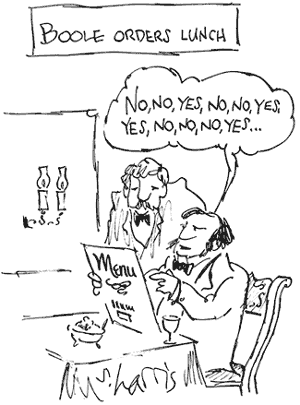 BOOLE ORDERS LUNCH
NO, NO, YES, NO, NO, YES,
YES, NO, NO, NO, YES...
Menu
S. Harris